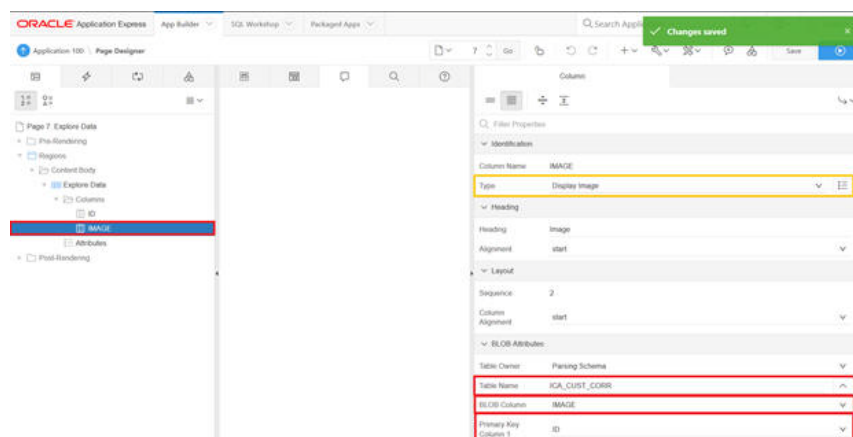 ORACLE Application Express App Builder SQL Workshop Packaged Apps Search Appli
Changes saved
Application 100 \ Page Designer 7 Go Save
Column
Page 7: Explore Data
Pre-Rendering
Regions
Content Body
Explore Data
Columns
ID
IMAGE
Attributes
Post-Rendering
Filter Properties
Identification
Column Name IMAGE
Type Display Image
Heading
Heading Image
Alignment start
Layout
Sequence 2
Column
Alignment start
BLOB Attributes
Table Owner Parsing Schema
Table Name ICA_CUST_CORR
BLOB Column IMAGE
Primary Key
Column 1 ID